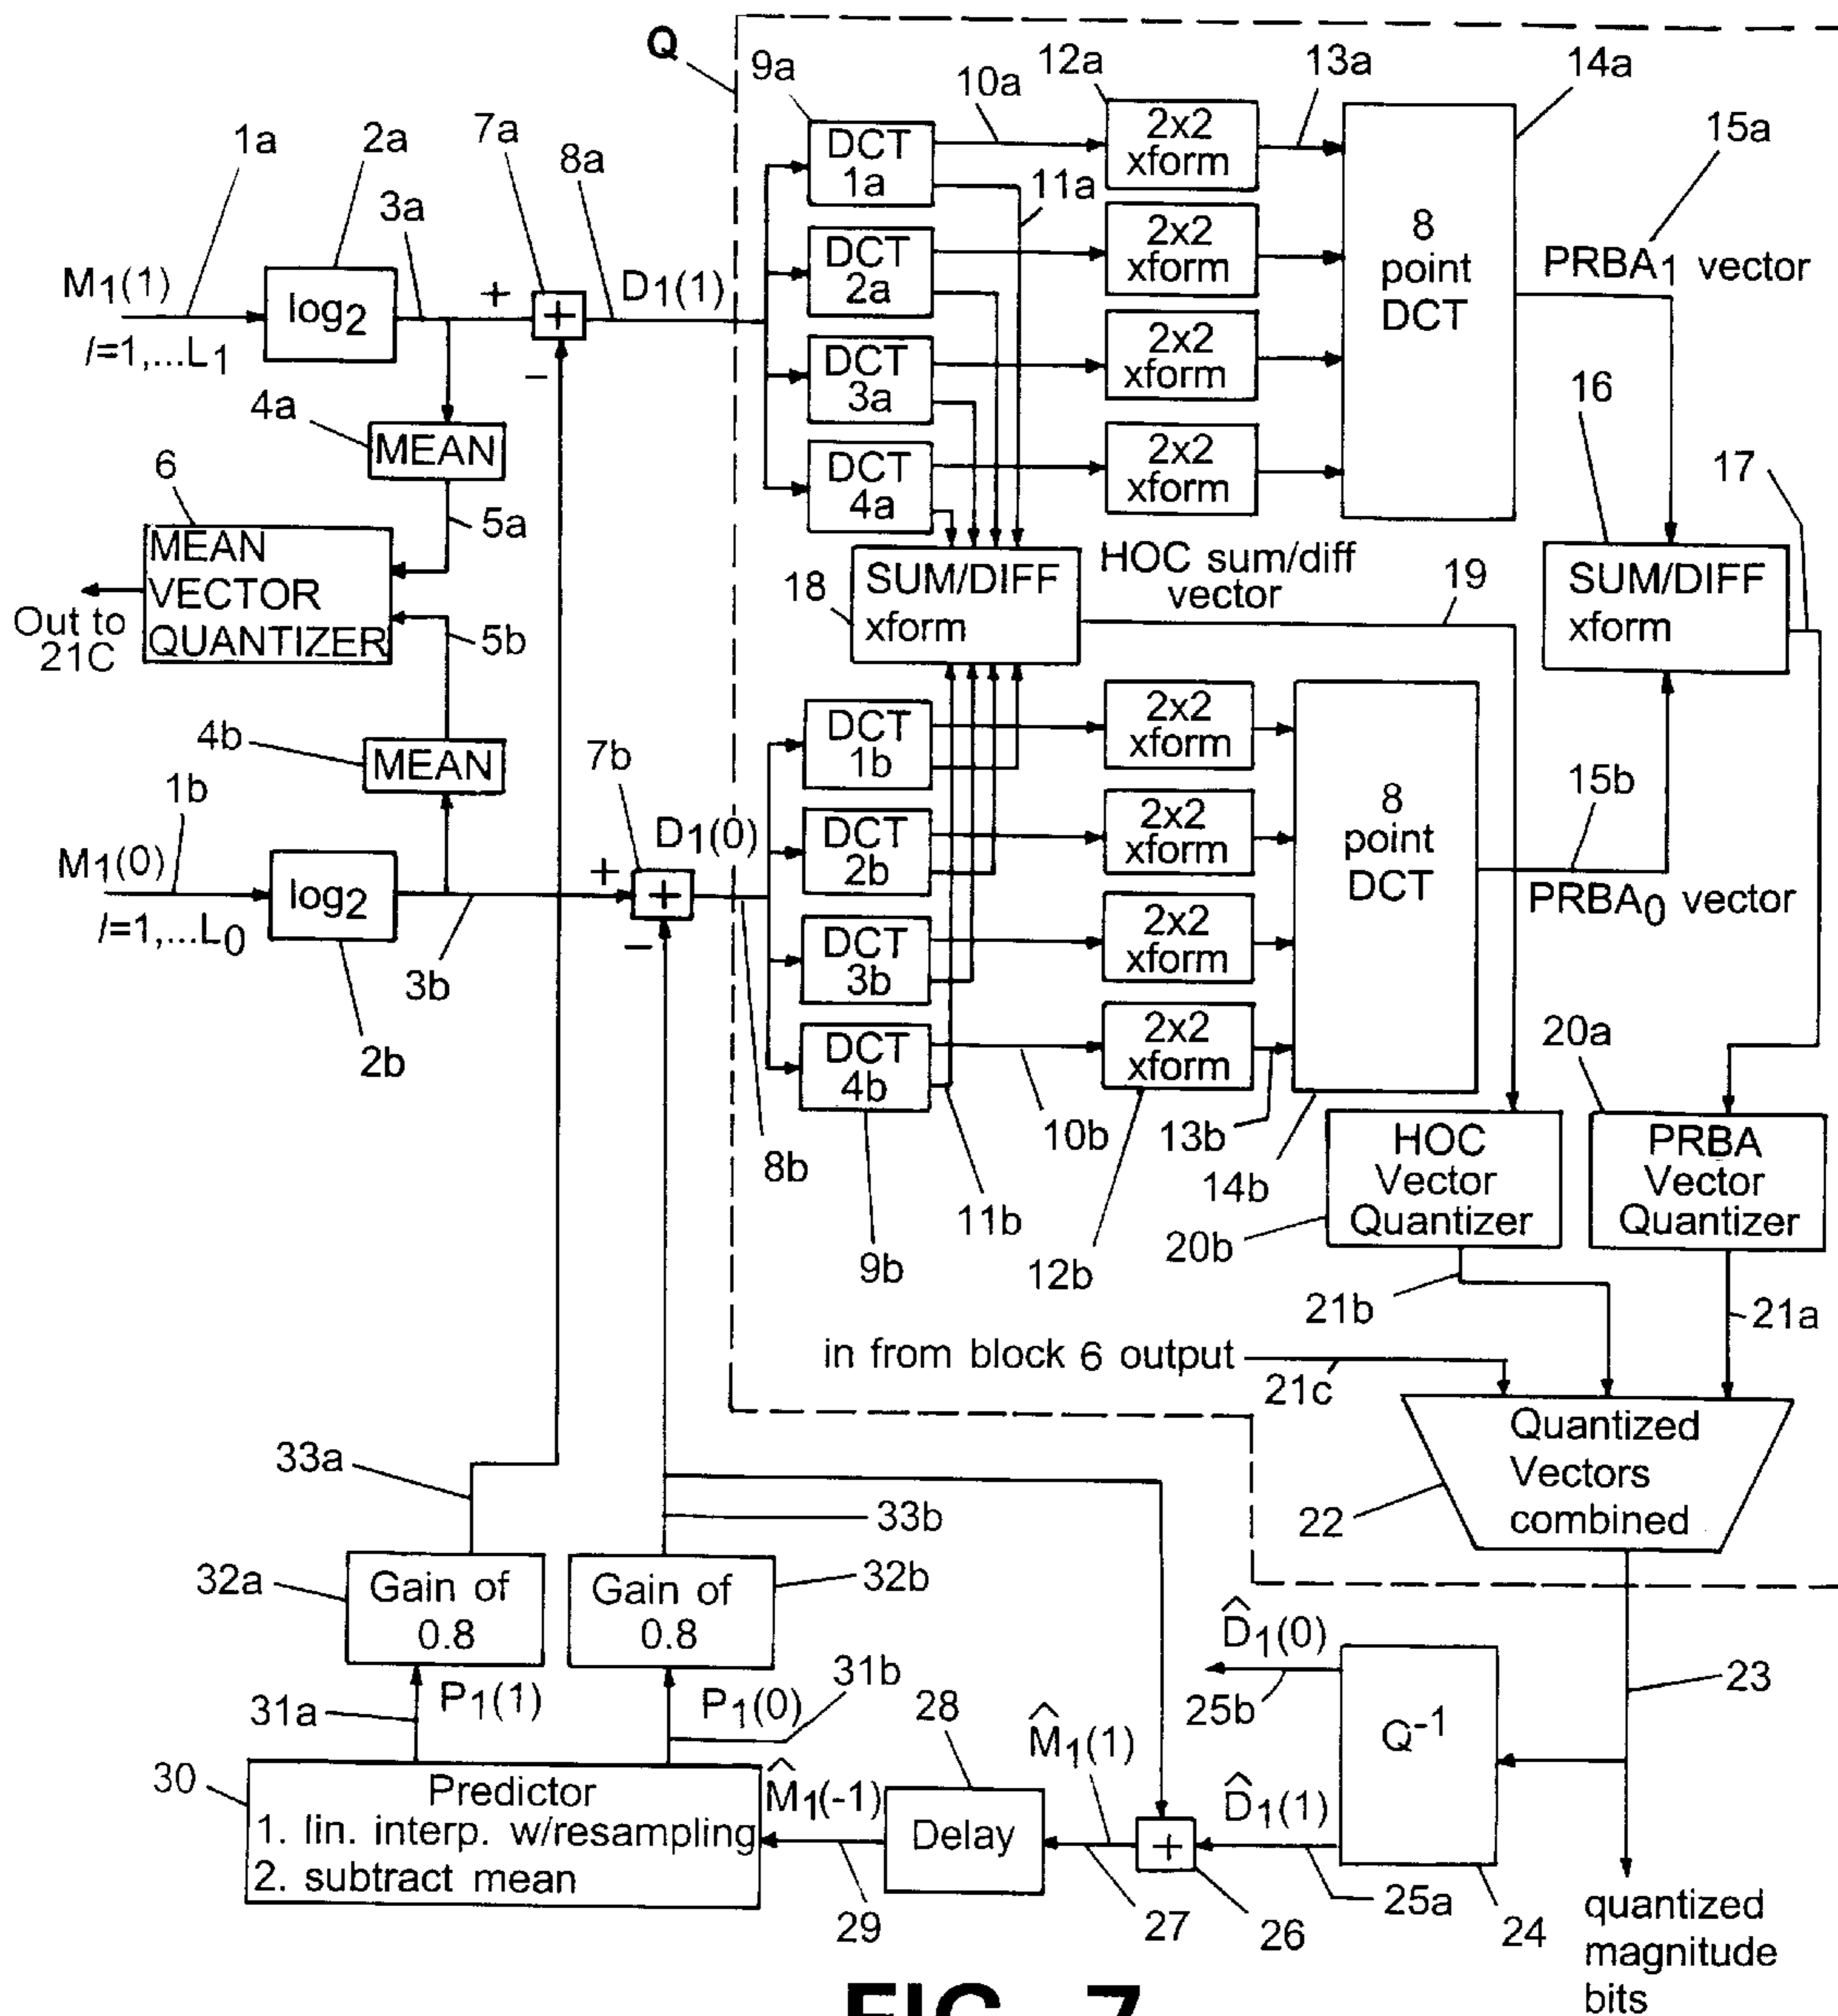 Q
9a
10a
12a
13a
14a
1a
2a
7a
8a
3a
15a
DCT
1a
2x2
xform
11a
DCT
2a
2x2
xform
8
point
DCT
PRBA1 vector
M1(1)
l=1,...L1
log2
+
+
−
D1(1)
DCT
3a
2x2
xform
4a
MEAN
16
6
DCT
4a
2x2
xform
17
5a
MEAN
VECTOR
QUANTIZER
Out to
21C
5b
18
SUM/DIFF
xform
HOC sum/diff
vector
19
SUM/DIFF
xform
4b
MEAN
7b
DCT
1b
2x2
xform
1b
D1(0)
DCT
2b
2x2
xform
8
point
DCT
15b
M1(0)
l=1,...L0
log2
+
+
−
PRBA0 vector
3b
DCT
3b
2x2
xform
2b
DCT
4b
2x2
xform
20a
10b
13b
8b
14b
HOC
Vector
Quantizer
PRBA
Vector
Quantizer
11b
9b
12b
20b
21b
21a
in from block 6 output
21c
33a
Quantized
Vectors
combined
33b
22
32a
Gain of
0.8
Gain of
0.8
32b
D̂1(0)
31b
25b
23
31a
P1(1)
P1(0)
28
M̂1(1)
Q-1
30
Predictor
1. lin. interp. w/resampling
2. subtract mean
M̂1(-1)
Delay
+
D̂1(1)
29
27
26
25a
24
quantized
magnitude
bits
FIG. 7